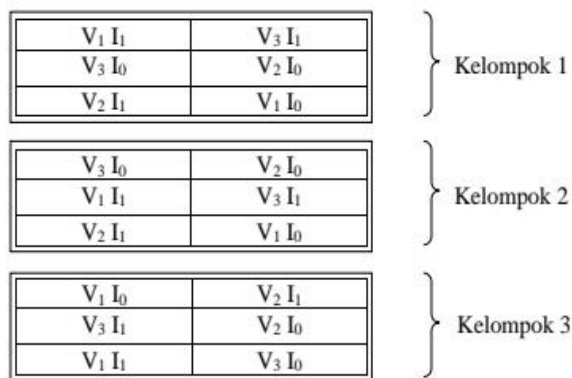 V₁ I₁ V₃ I₁
V₃ I₀ V₂ I₀
V₂ I₁ V₁ I₀
Kelompok 1
V₃ I₀ V₂ I₀
V₁ I₁ V₃ I₁
V₂ I₁ V₁ I₀
Kelompok 2
V₁ I₀ V₂ I₁
V₃ I₁ V₂ I₀
V₁ I₁ V₃ I₀
Kelompok 3